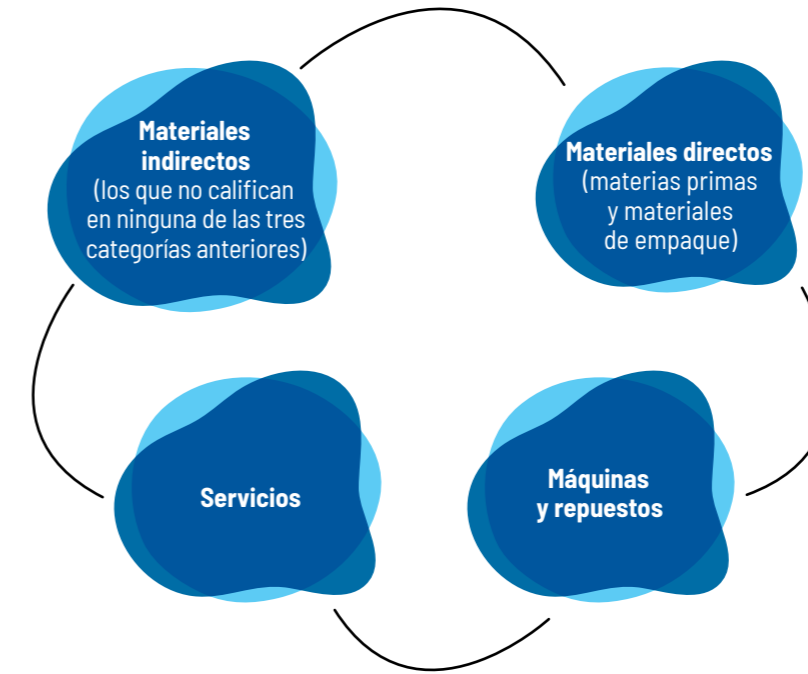 Materiales
indirectos
(los que no califican
en ninguna de las tres
categorías anteriores)
Materiales directos
(materias primas
y materiales
de empaque)
Servicios
Máquinas
y repuestos